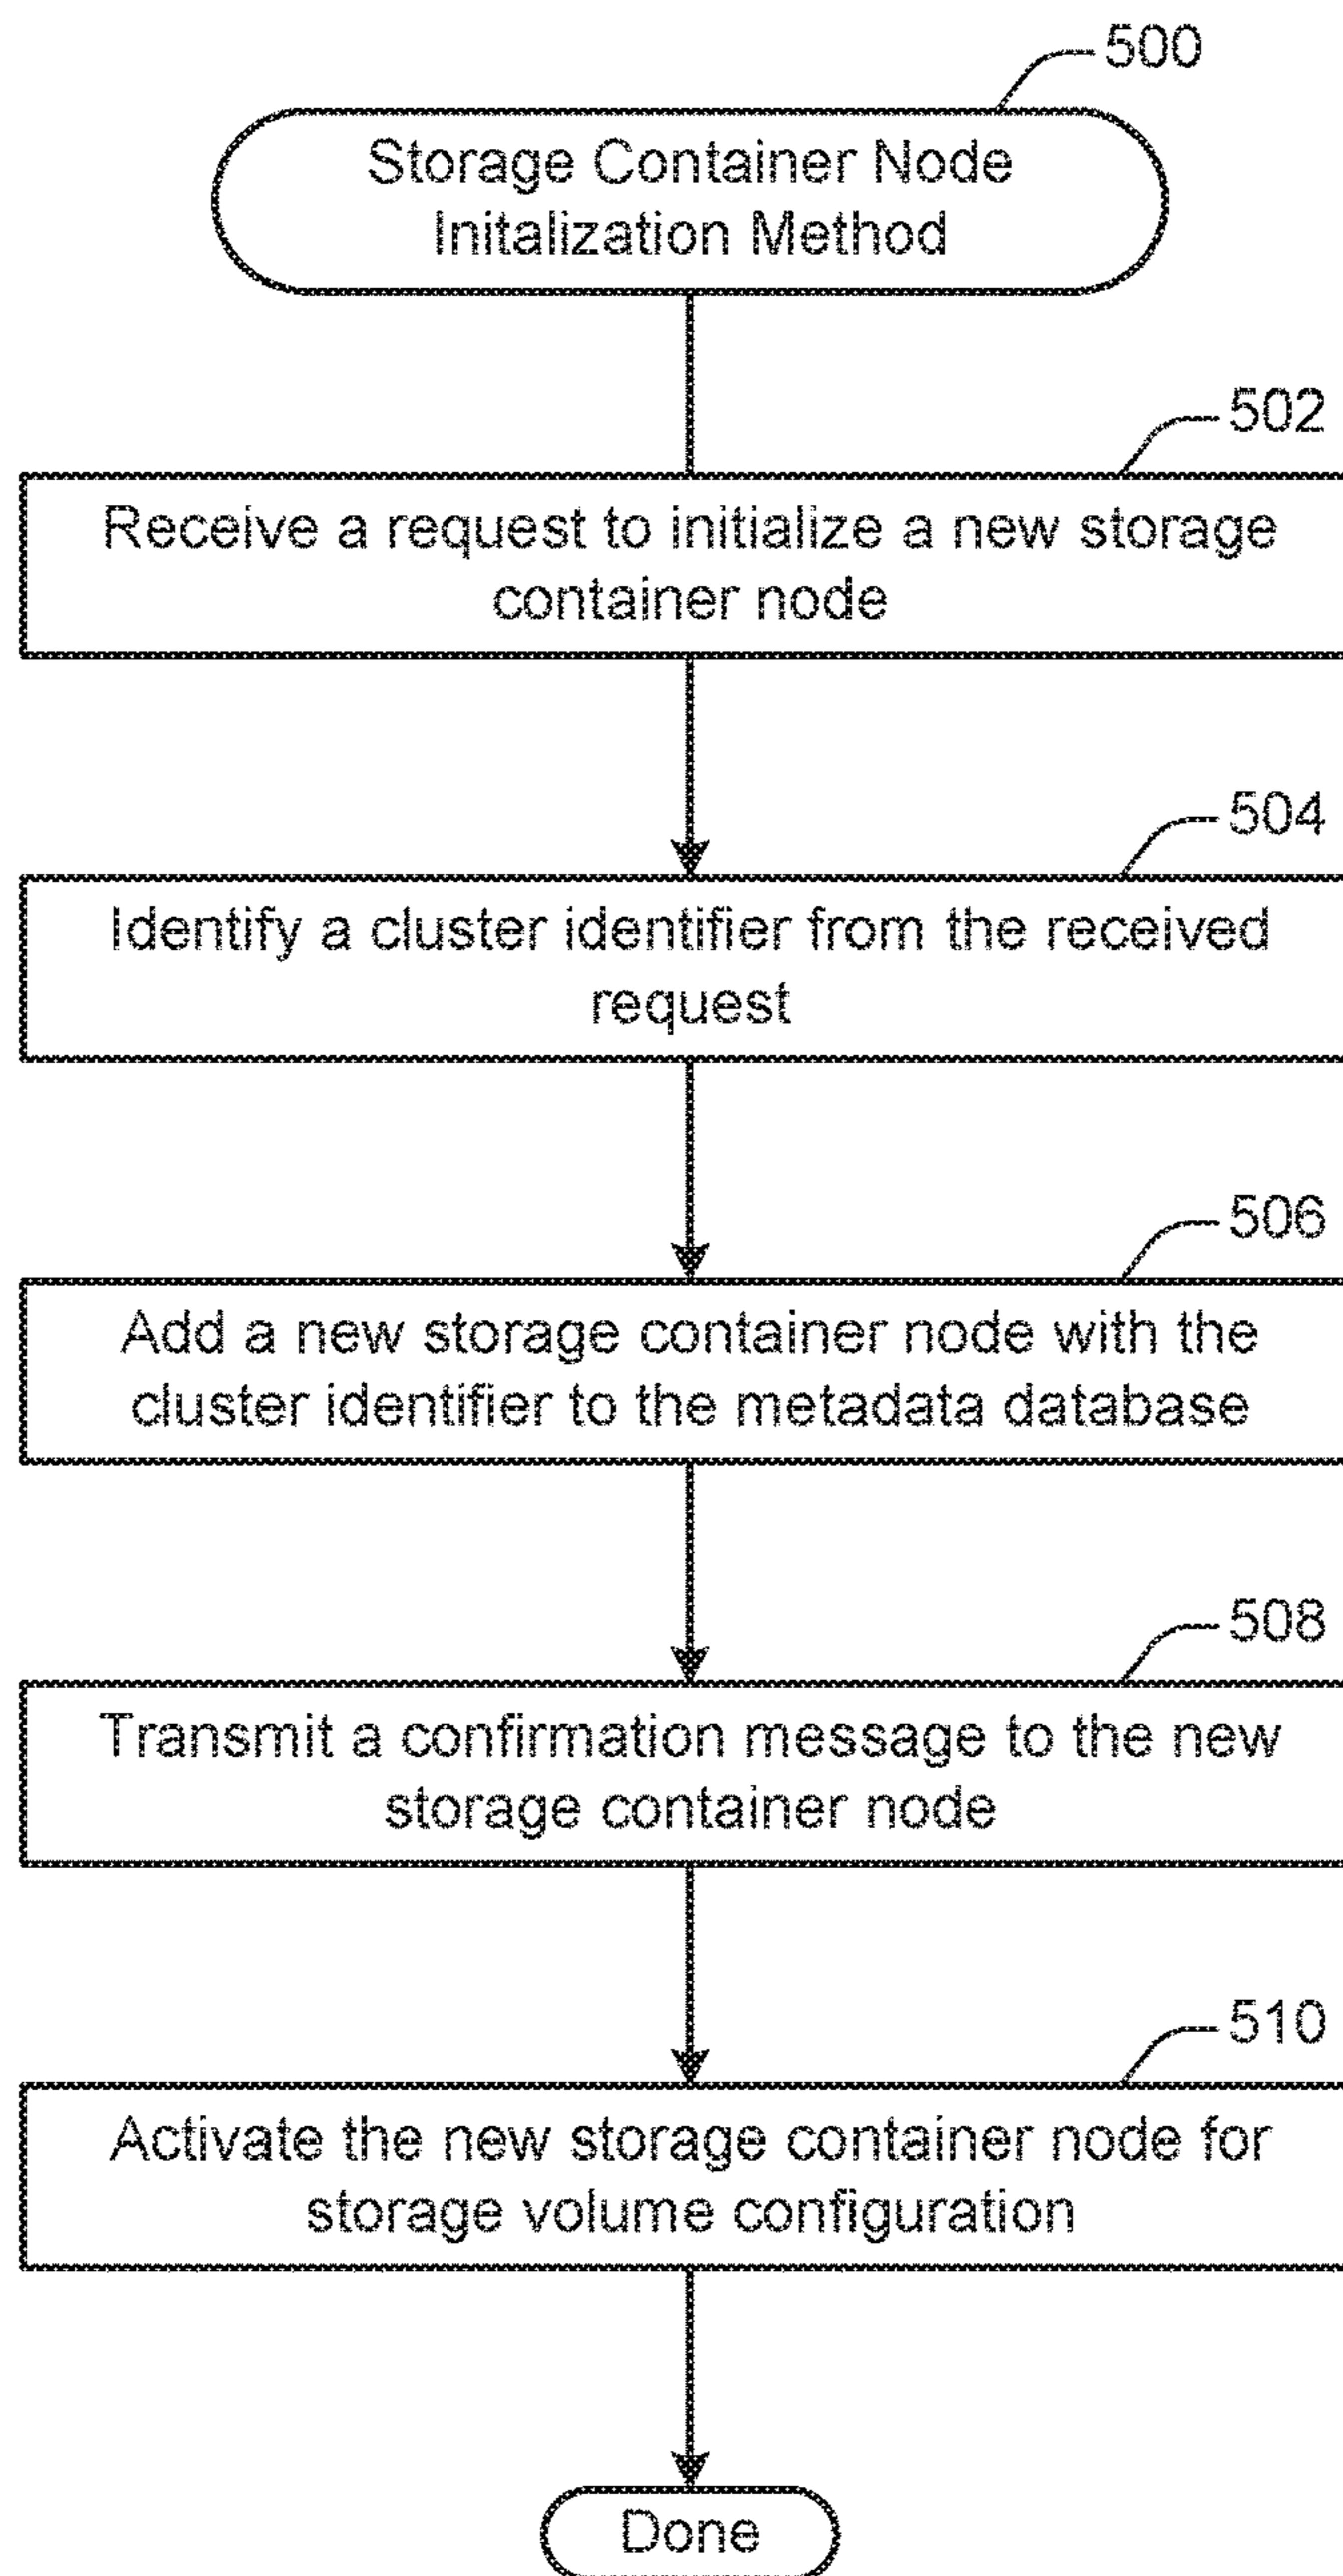 500
Storage Container Node
Initalization Method
502
Receive a request to initialize a new storage
container node
504
Identify a cluster identifier from the received
request
506
Add a new storage container node with the
cluster identifier to the metadata database
508
Transmit a confirmation message to the new
storage container node
510
Activate the new storage container node for
storage volume configuration
Done